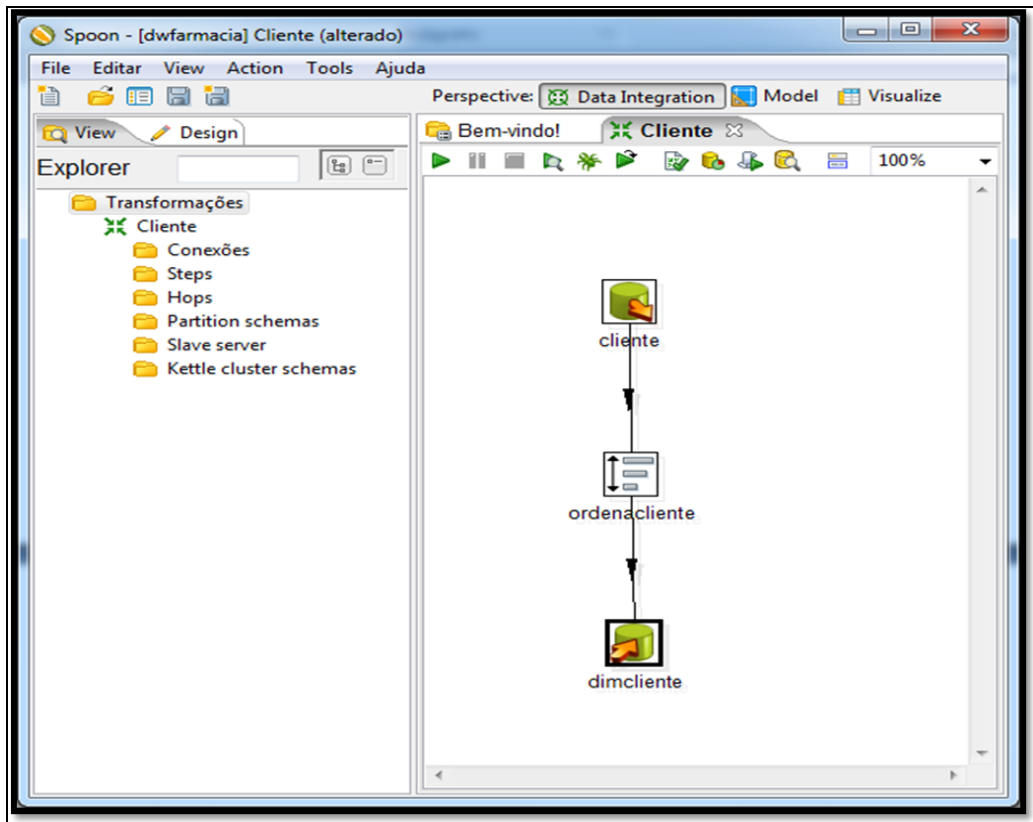 Spoon - [dwfarmacia] Cliente (alterado)
File Editar View Action Tools Ajuda
Perspective: Data Integration Model Visualize
View Design
Bem-vindo! Cliente
Explorer
100%
Transformações
Cliente
Conexões
Steps
Hops
Partition schemas
Slave server
Kettle cluster schemas
cliente
ordenacliente
dimcliente